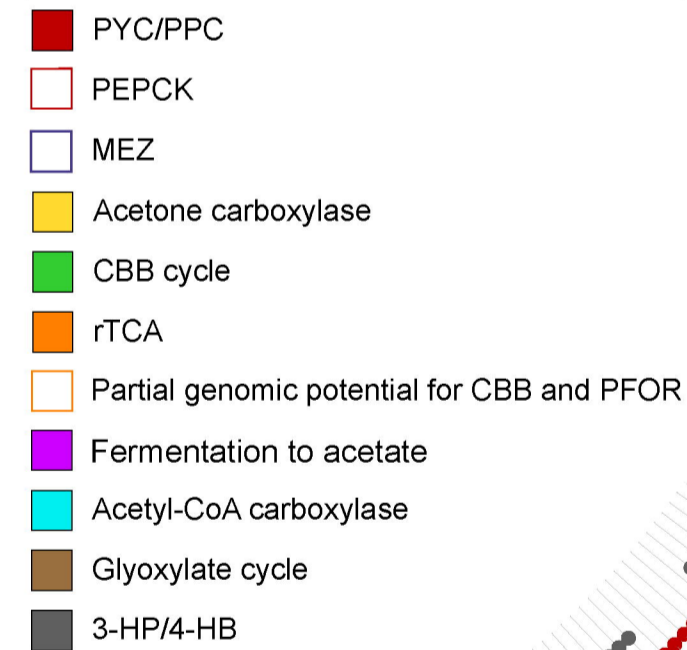 PYC/PPC
PEPCK
MEZ
Acetone carboxylase
CBB cycle
rTCA
Partial genomic potential for CBB and PFOR
Fermentation to acetate
Acetyl-CoA carboxylase
Glyoxylate cycle
3-HP/4-HB